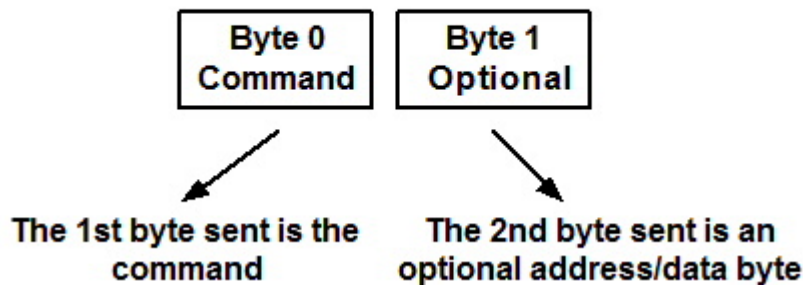 Byte 0
Command
Byte 1
Optional
The 1st byte sent is the
command
The 2nd byte sent is an
optional address/data byte